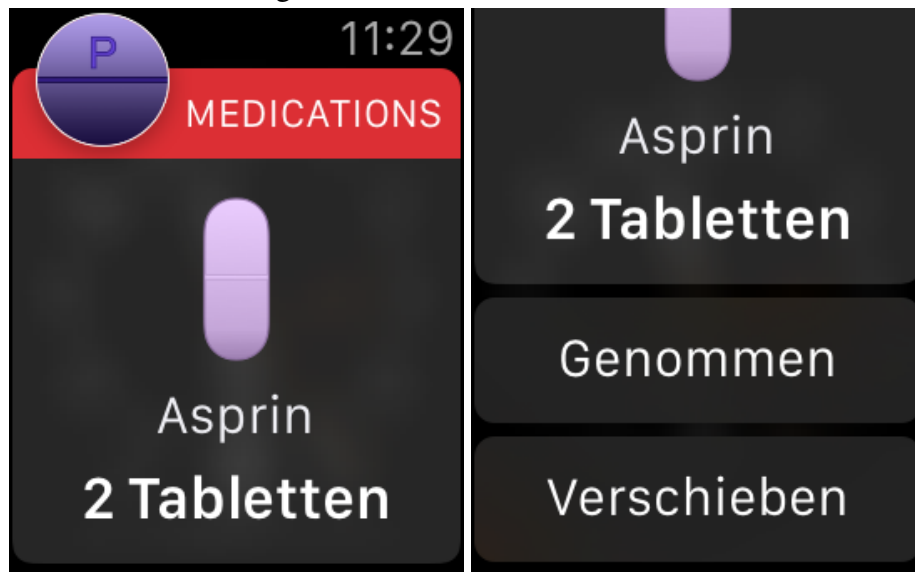 P
11:29
MEDICATIONS
Asprin
2 Tabletten
Asprin
2 Tabletten
Genommen
Verschieben